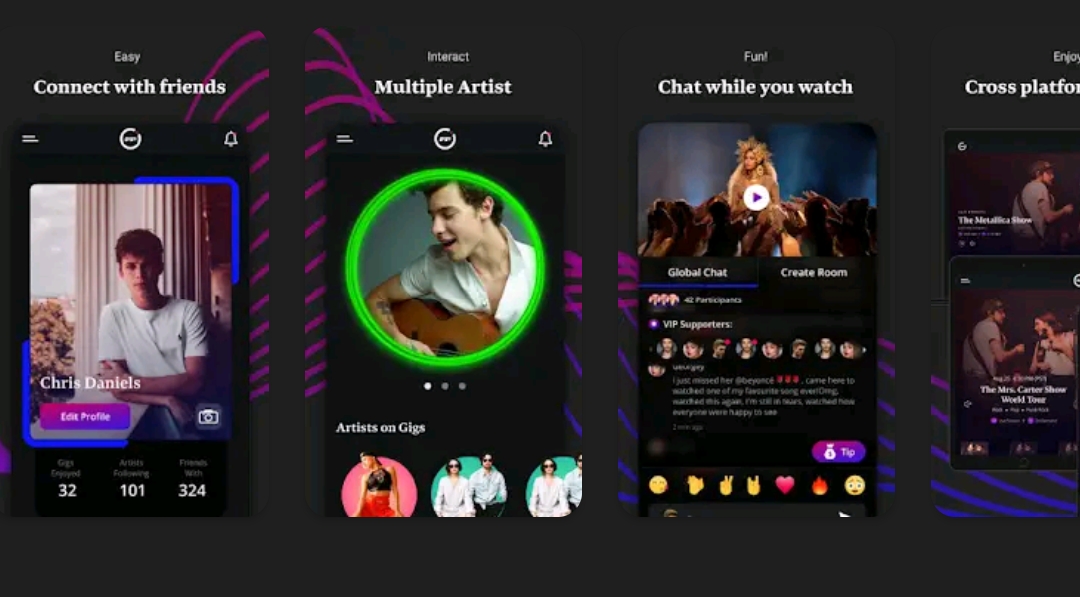 Easy
Connect with friends
Chris Daniels
Edit Profile
Gigs
Enjoyed
32
Artists
Following
101
Friends
With
324
Interact
Multiple Artist
Artists on Gigs
Fun!
Chat while you watch
Global Chat
Create Room
42 Participants
VIP Supporters:
i just missed her @beyoncé 🌹🌹🌹 , came here to
watched one of my favourite song ever!Omg,
watched this again, I'm still in tears, watched how
everyone were happy to see
2 min ago
Tip
Enjoy
Cross platfor
The Metallica Show
The Mrs. Carter Show
World Tour